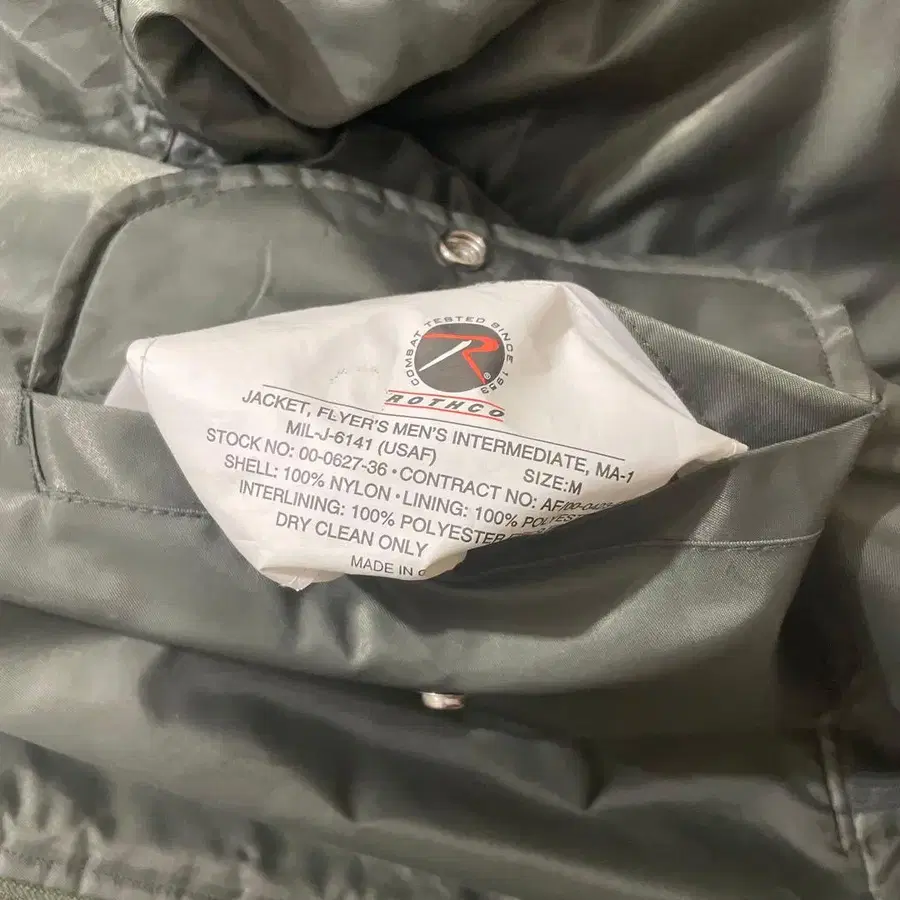 COMBAT TESTED SINCE 1953
R
®
ROTHCO
JACKET, FLYER'S MEN'S INTERMEDIATE, MA-1
MIL-J-6141 (USAF) SIZE:M
STOCK NO: 00-0627-36 • CONTRACT NO:
SHELL: 100% NYLON • LINING: 100%
INTERLINING: 100% POLYESTER
DRY CLEAN ONLY
MADE IN